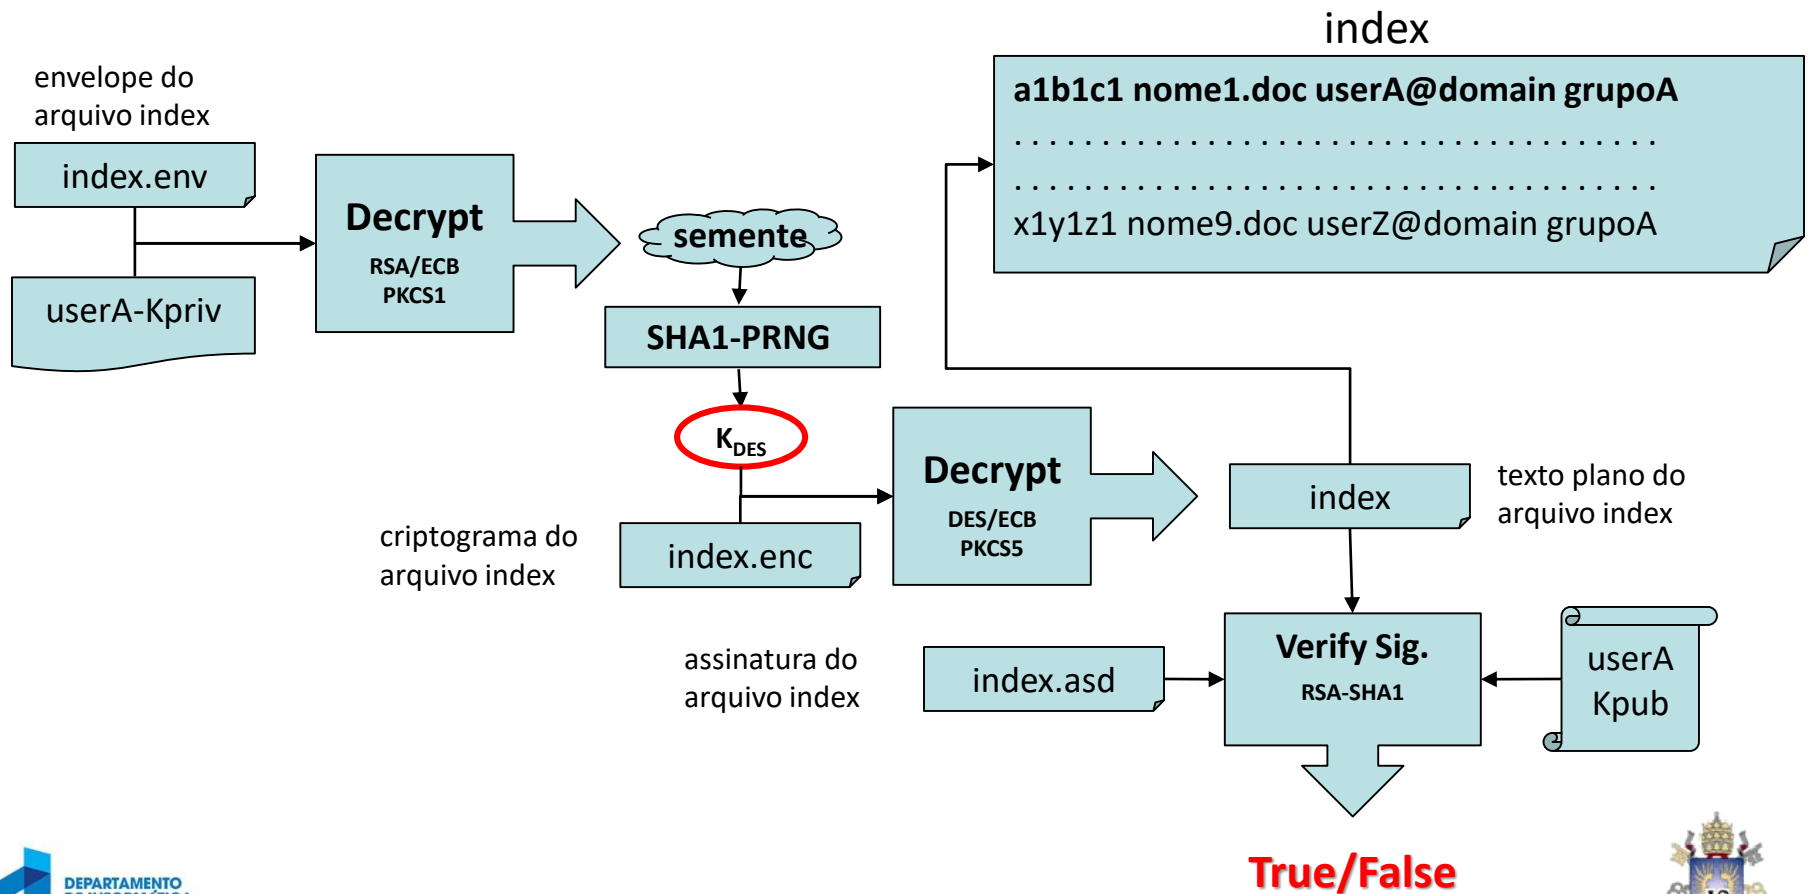 index
envelope do
arquivo index
index.env
userA-Kpriv
Decrypt
RSA/ECB
PKCS1
semente
SHA1-PRNG
KDES
a1b1c1 nome1.doc userA@domain grupoA
. . . . . . . . . . . . . . . . . . . . . . . . . . . . . . . . . . . . .
. . . . . . . . . . . . . . . . . . . . . . . . . . . . . . . . . . . . .
x1y1z1 nome9.doc userZ@domain grupoA
criptograma do
arquivo index
index.enc
Decrypt
DES/ECB
PKCS5
index
texto plano do
arquivo index
assinatura do
arquivo index
index.asd
Verify Sig.
RSA-SHA1
userA
Kpub
True/False
DEPARTAMENTO